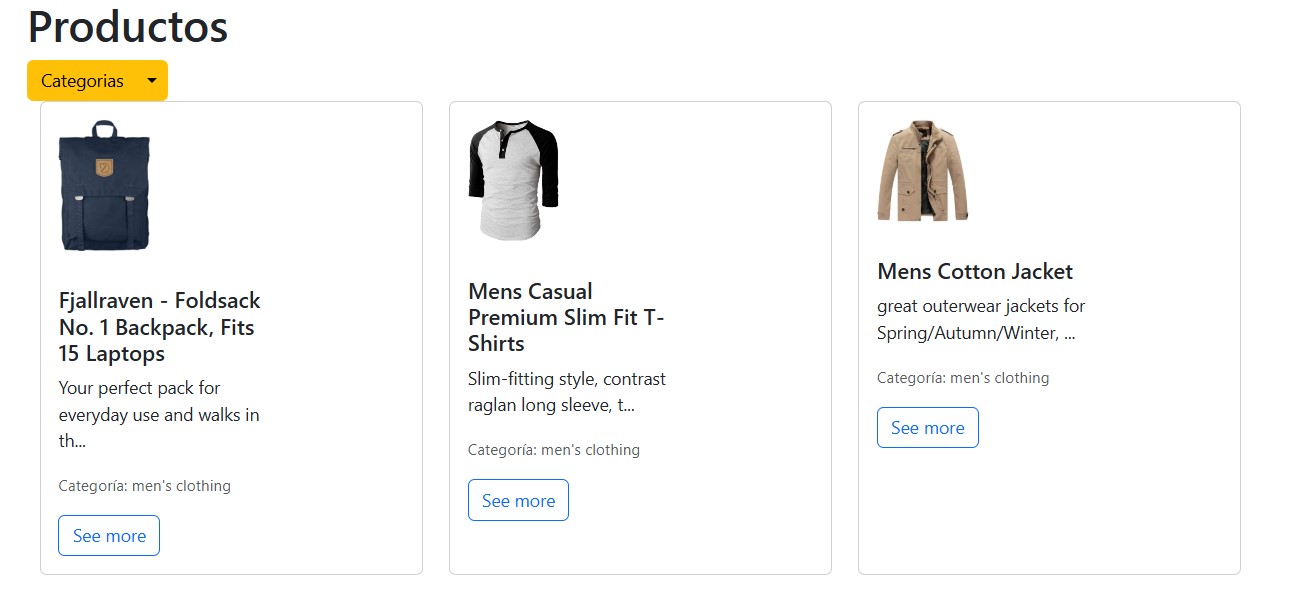 Productos
Categorias
Fjallraven - Foldsack
No. 1 Backpack, Fits
15 Laptops
Your perfect pack for
everyday use and walks in
th...
Categoría: men's clothing
See more
Mens Casual
Premium Slim Fit T-
Shirts
Slim-fitting style, contrast
raglan long sleeve, t...
Categoría: men's clothing
See more
Mens Cotton Jacket
great outerwear jackets for
Spring/Autumn/Winter, ...
Categoría: men's clothing
See more